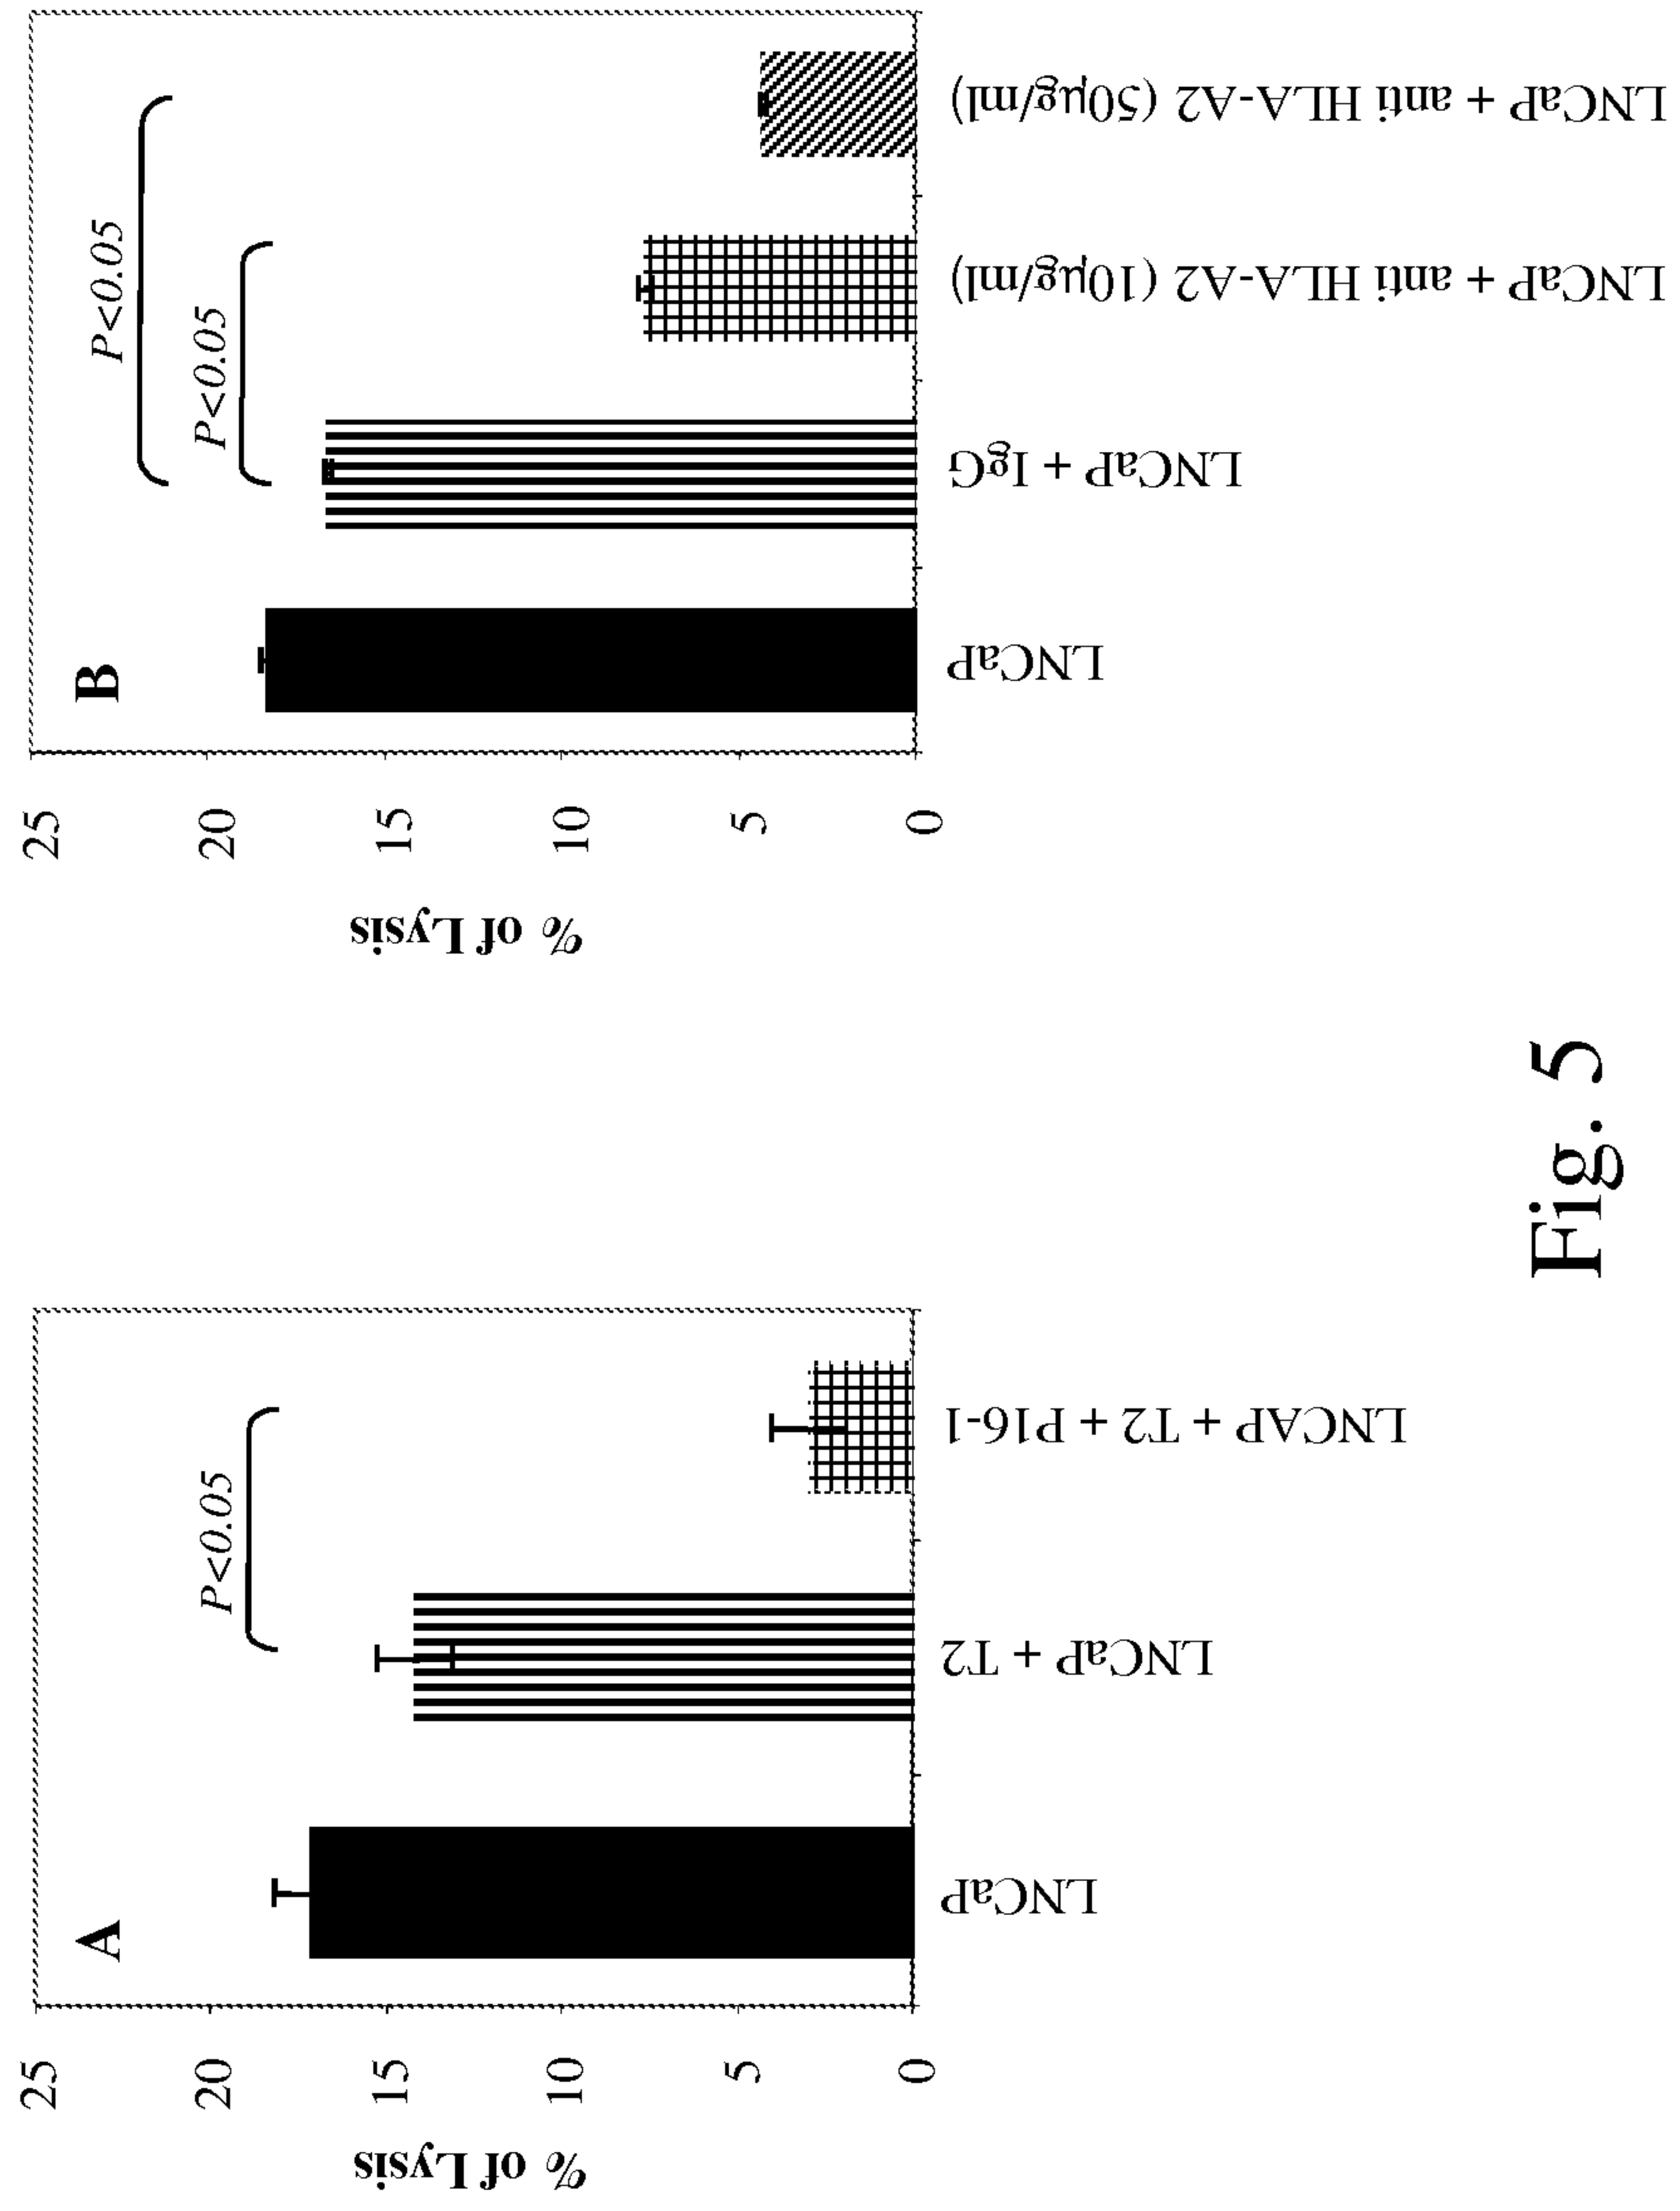 A
% of Lysis
25
20
15
10
5
0
P<0.05
LNCaP
LNCaP + T2
LNCAP + T2 + P16-1
B
% of Lysis
25
20
15
10
5
0
P<0.05
P<0.05
LNCaP
LNCaP + IgG
LNCaP + anti HLA-A2 (10µg/ml)
LNCaP + anti HLA-A2 (50µg/ml)
Fig. 5